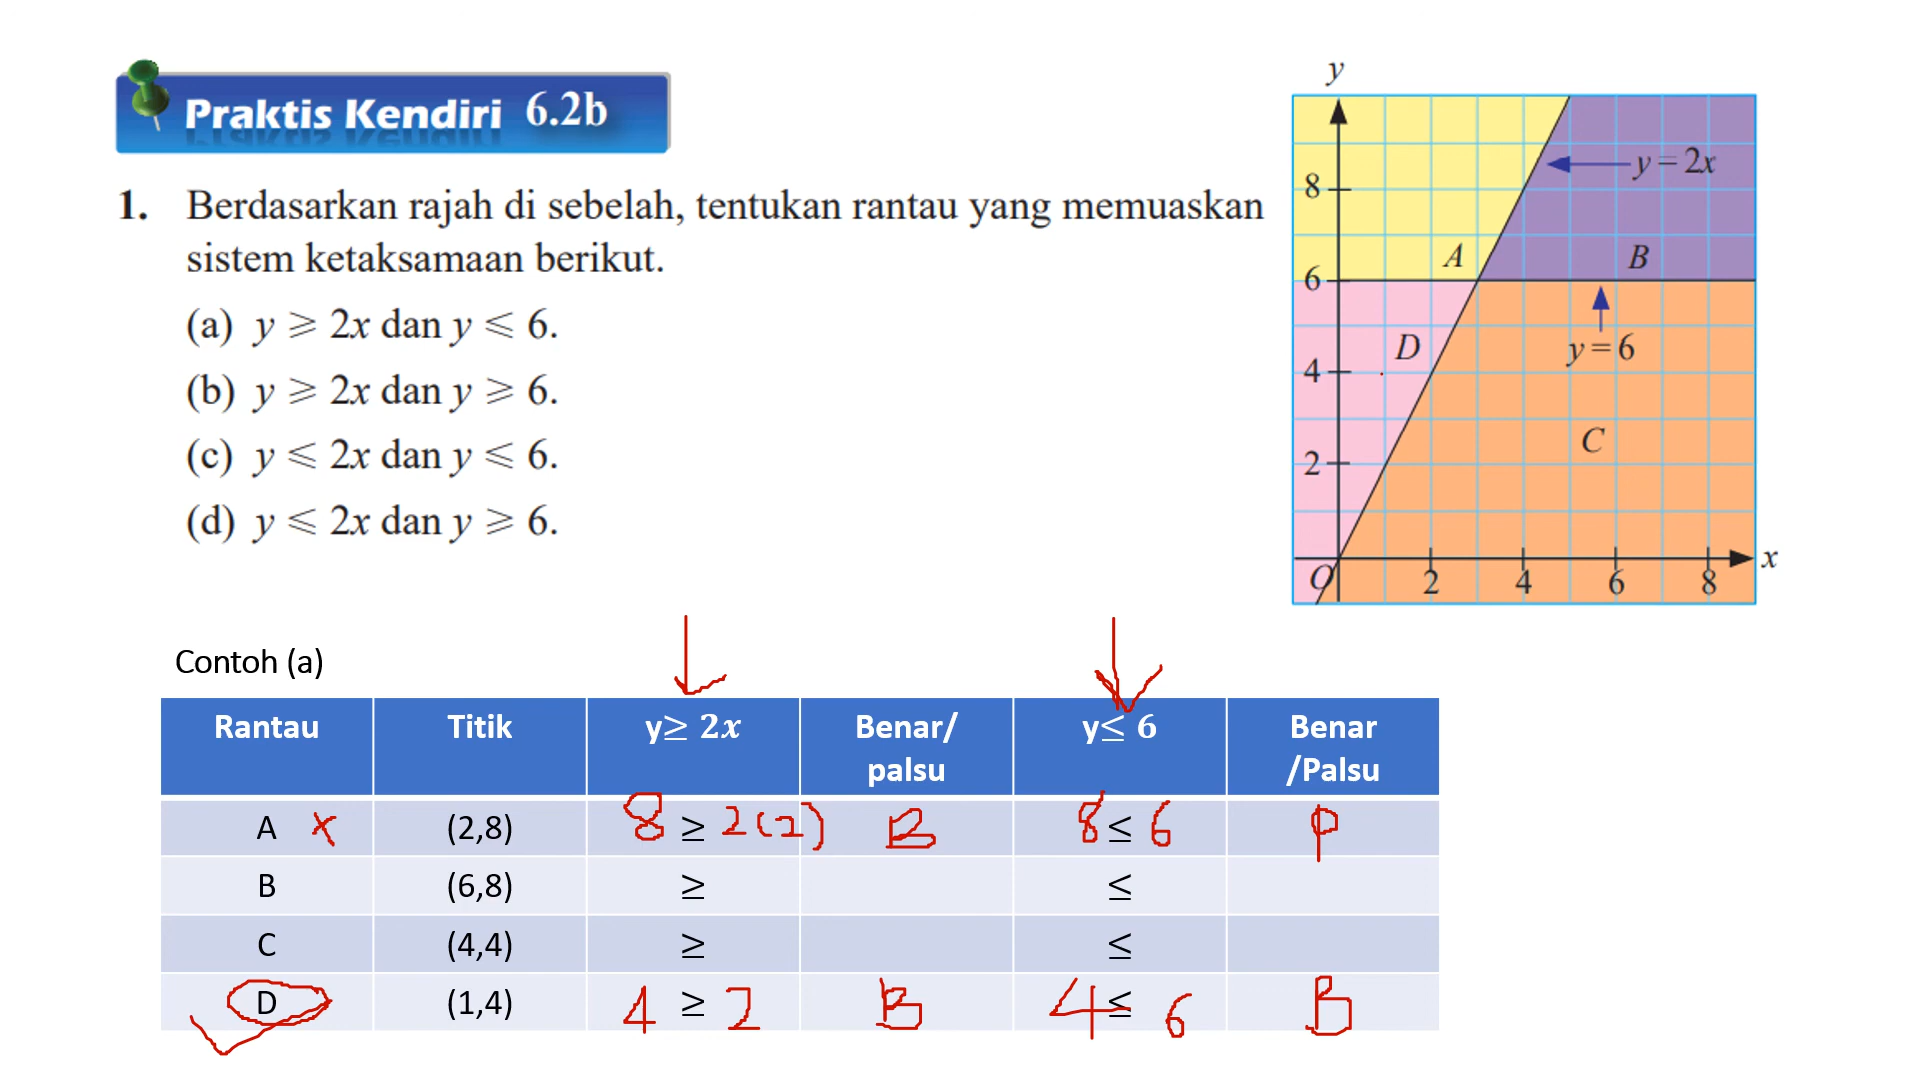 Praktis Kendiri 6.2b
1. Berdasarkan rajah di sebelah, tentukan rantau yang memuaskan
sistem ketaksamaan berikut.
(a) y ⩾ 2x dan y ⩽ 6.
(b) y ⩾ 2x dan y ⩾ 6.
(c) y ⩽ 2x dan y ⩽ 6.
(d) y ⩽ 2x dan y ⩾ 6.
y
y = 2x
8
A
B
6
D
y = 6
4
C
2
x
O 2 4 6 8
Contoh (a)
Rantau Titik y≥ 2x Benar/ y≤ 6 Benar
palsu /Palsu
A x (2,8) 8 ≥ 2(2) B 8 ≤ 6 P
B (6,8) ≥ ≤
C (4,4) ≥ ≤
D (1,4) 4 ≥ 2 B 4 ≤ 6 B